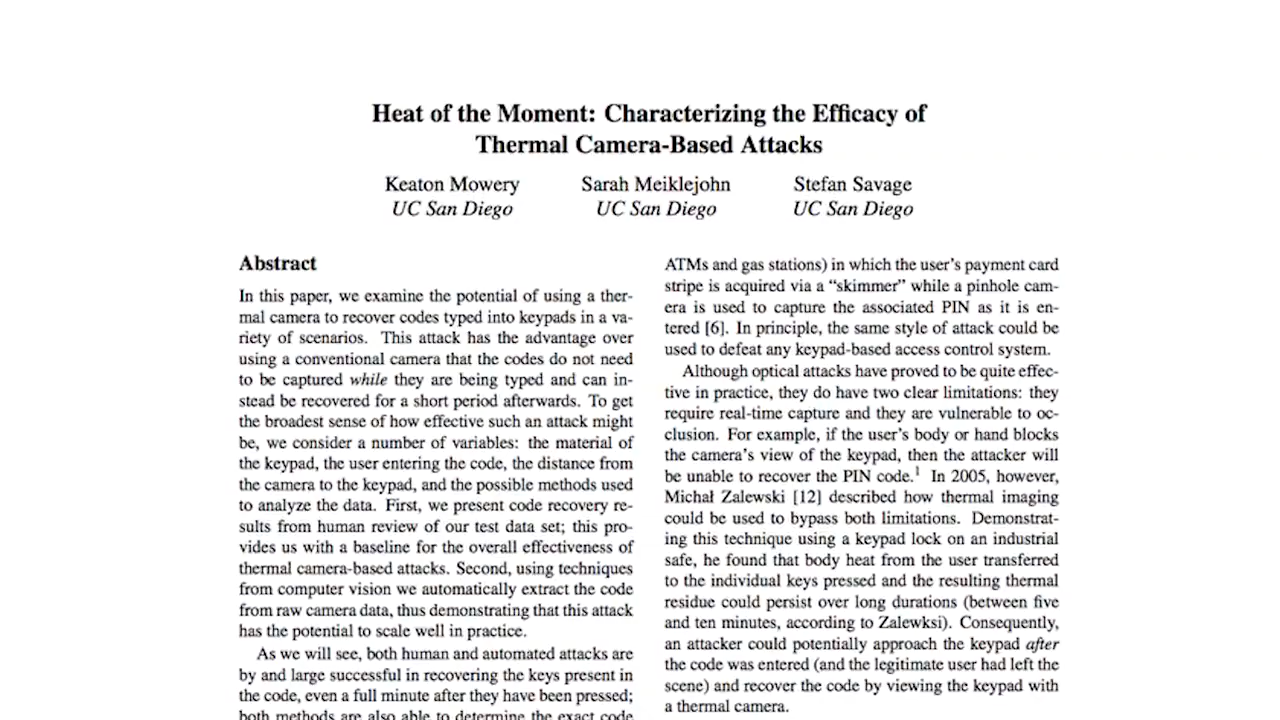 Heat of the Moment: Characterizing the Efficacy of
Thermal Camera-Based Attacks
Keaton Mowery
UC San Diego
Sarah Meiklejohn
UC San Diego
Stefan Savage
UC San Diego
Abstract
In this paper, we examine the potential of using a ther-
mal camera to recover codes typed into keypads in a va-
riety of scenarios. This attack has the advantage over
using a conventional camera that the codes do not need
to be captured while they are being typed and can in-
stead be recovered for a short period afterwards. To get
the broadest sense of how effective such an attack might
be, we consider a number of variables: the material of
the keypad, the user entering the code, the distance from
the camera to the keypad, and the possible methods used
to analyze the data. First, we present code recovery re-
sults from human review of our test data set; this pro-
vides us with a baseline for the overall effectiveness of
thermal camera-based attacks. Second, using techniques
from computer vision we automatically extract the code
from raw camera data, thus demonstrating that this attack
has the potential to scale well in practice.
As we will see, both human and automated attacks are
by and large successful in recovering the keys present in
the code, even a full minute after they have been pressed;
both methods are also able to determine the exact code
ATMs and gas stations) in which the user's payment card
stripe is acquired via a “skimmer” while a pinhole cam-
era is used to capture the associated PIN as it is en-
tered [6]. In principle, the same style of attack could be
used to defeat any keypad-based access control system.
Although optical attacks have proved to be quite effec-
tive in practice, they do have two clear limitations: they
require real-time capture and they are vulnerable to oc-
clusion. For example, if the user's body or hand blocks
the camera's view of the keypad, then the attacker will
be unable to recover the PIN code.1 In 2005, however,
Michał Zalewski [12] described how thermal imaging
could be used to bypass both limitations. Demonstrat-
ing this technique using a keypad lock on an industrial
safe, he found that body heat from the user transferred
to the individual keys pressed and the resulting thermal
residue could persist over long durations (between five
and ten minutes, according to Zalewksi). Consequently,
an attacker could potentially approach the keypad after
the code was entered (and the legitimate user had left the
scene) and recover the code by viewing the keypad with
a thermal camera.